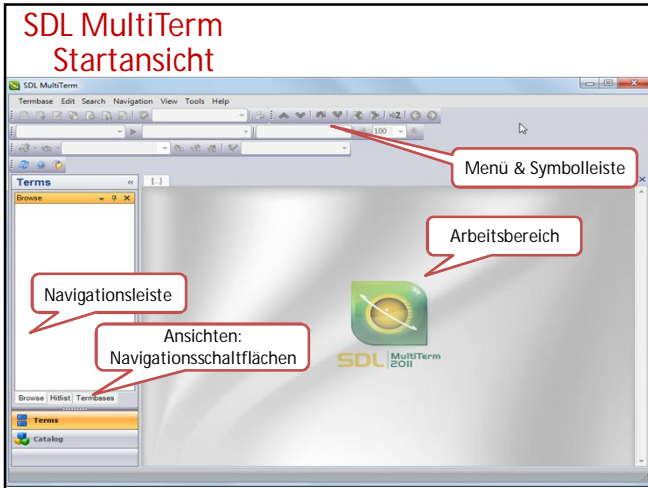 SDL MultiTerm
Startansicht
SDL MultiTerm
Termbase Edit Search Navigation View Tools Help
100
Menü & Symbolleiste
Terms
Browse
Arbeitsbereich
Navigationsleiste
Ansichten:
Navigationsschaltflächen
SDL MultiTerm
2011
Browse Hitlist Termbases
Terms
Catalog